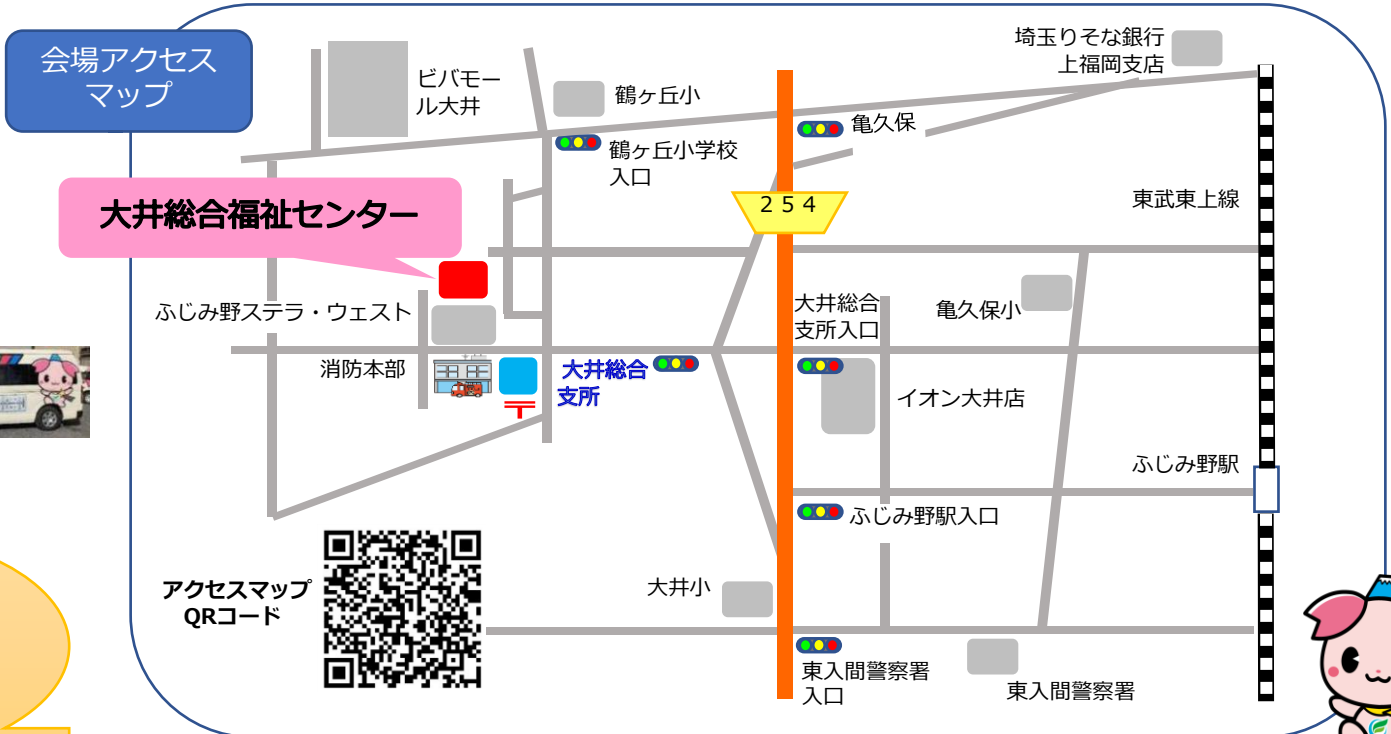 会場アクセス
マップ
埼玉りそな銀行
上福岡支店
ビバモー
ル大井
鶴ヶ丘小
亀久保
鶴ヶ丘小学校
入口
東武東上線
大井総合福祉センター
254
大井総合
支所入口
亀久保小
ふじみ野ステラ・ウェスト
消防本部
大井総合
支所
〒
イオン大井店
ふじみ野駅
ふじみ野駅入口
アクセスマップ
QRコード
大井小
東入間警察署
入口
東入間警察署